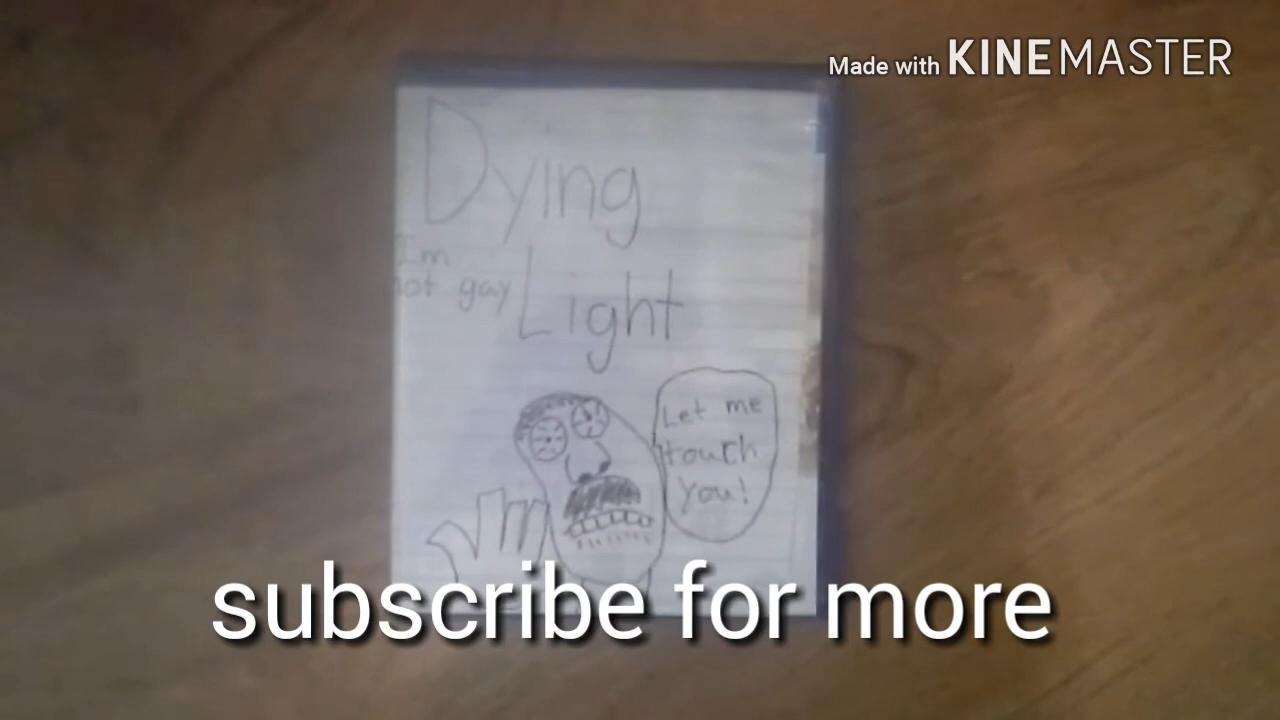 Made with KINEMASTER
Dying
I'm
not gay
Light
Let me
touch
You!
subscribe for more